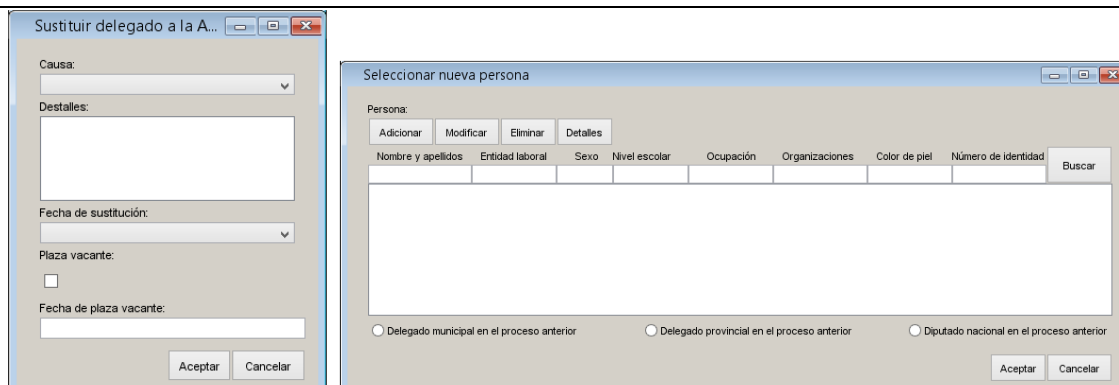 Sustituir delegado a la A...
Causa:
Destalles:
Fecha de sustitución:
Plaza vacante:
Fecha de plaza vacante:
Aceptar Cancelar
Seleccionar nueva persona
Persona:
Adicionar Modificar Eliminar Detalles
Nombre y apellidos Entidad laboral Sexo Nivel escolar Ocupación Organizaciones Color de piel Número de identidad Buscar
Delegado municipal en el proceso anterior Delegado provincial en el proceso anterior Diputado nacional en el proceso anterior
Aceptar Cancelar